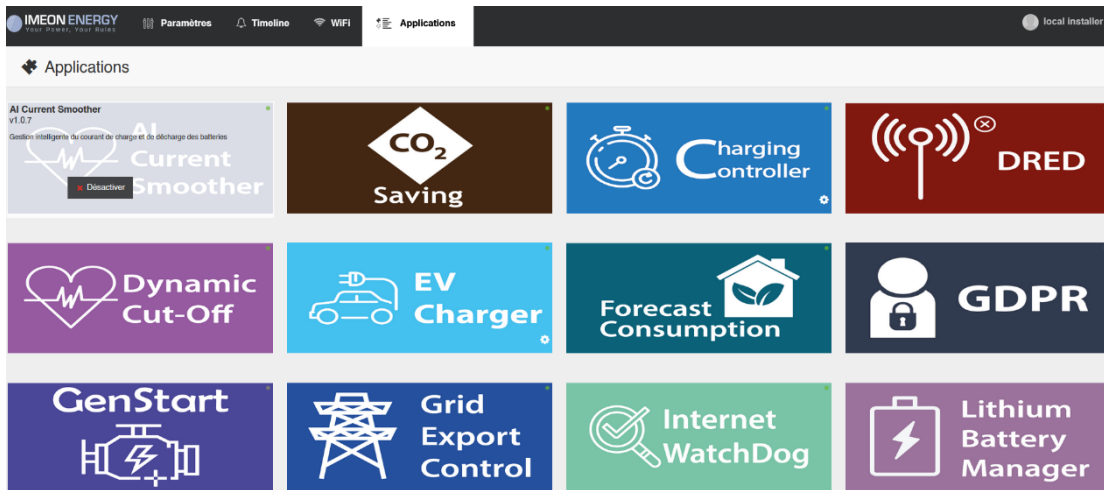 IMEON ENERGY
Your Power, Your Rules
Paramètres
Timeline
WiFi
Applications
local installer
Applications
AI Current Smoother
v1.0.7
Gestion intelligente du courant de charge et de décharge des batteries
AI
Current
Smoother
Désactiver
CO2
Saving
Charging
Controller
DRED
Dynamic
Cut-Off
EV
Charger
Forecast
Consumption
GDPR
GenStart
Grid
Export
Control
Internet
WatchDog
Lithium
Battery
Manager